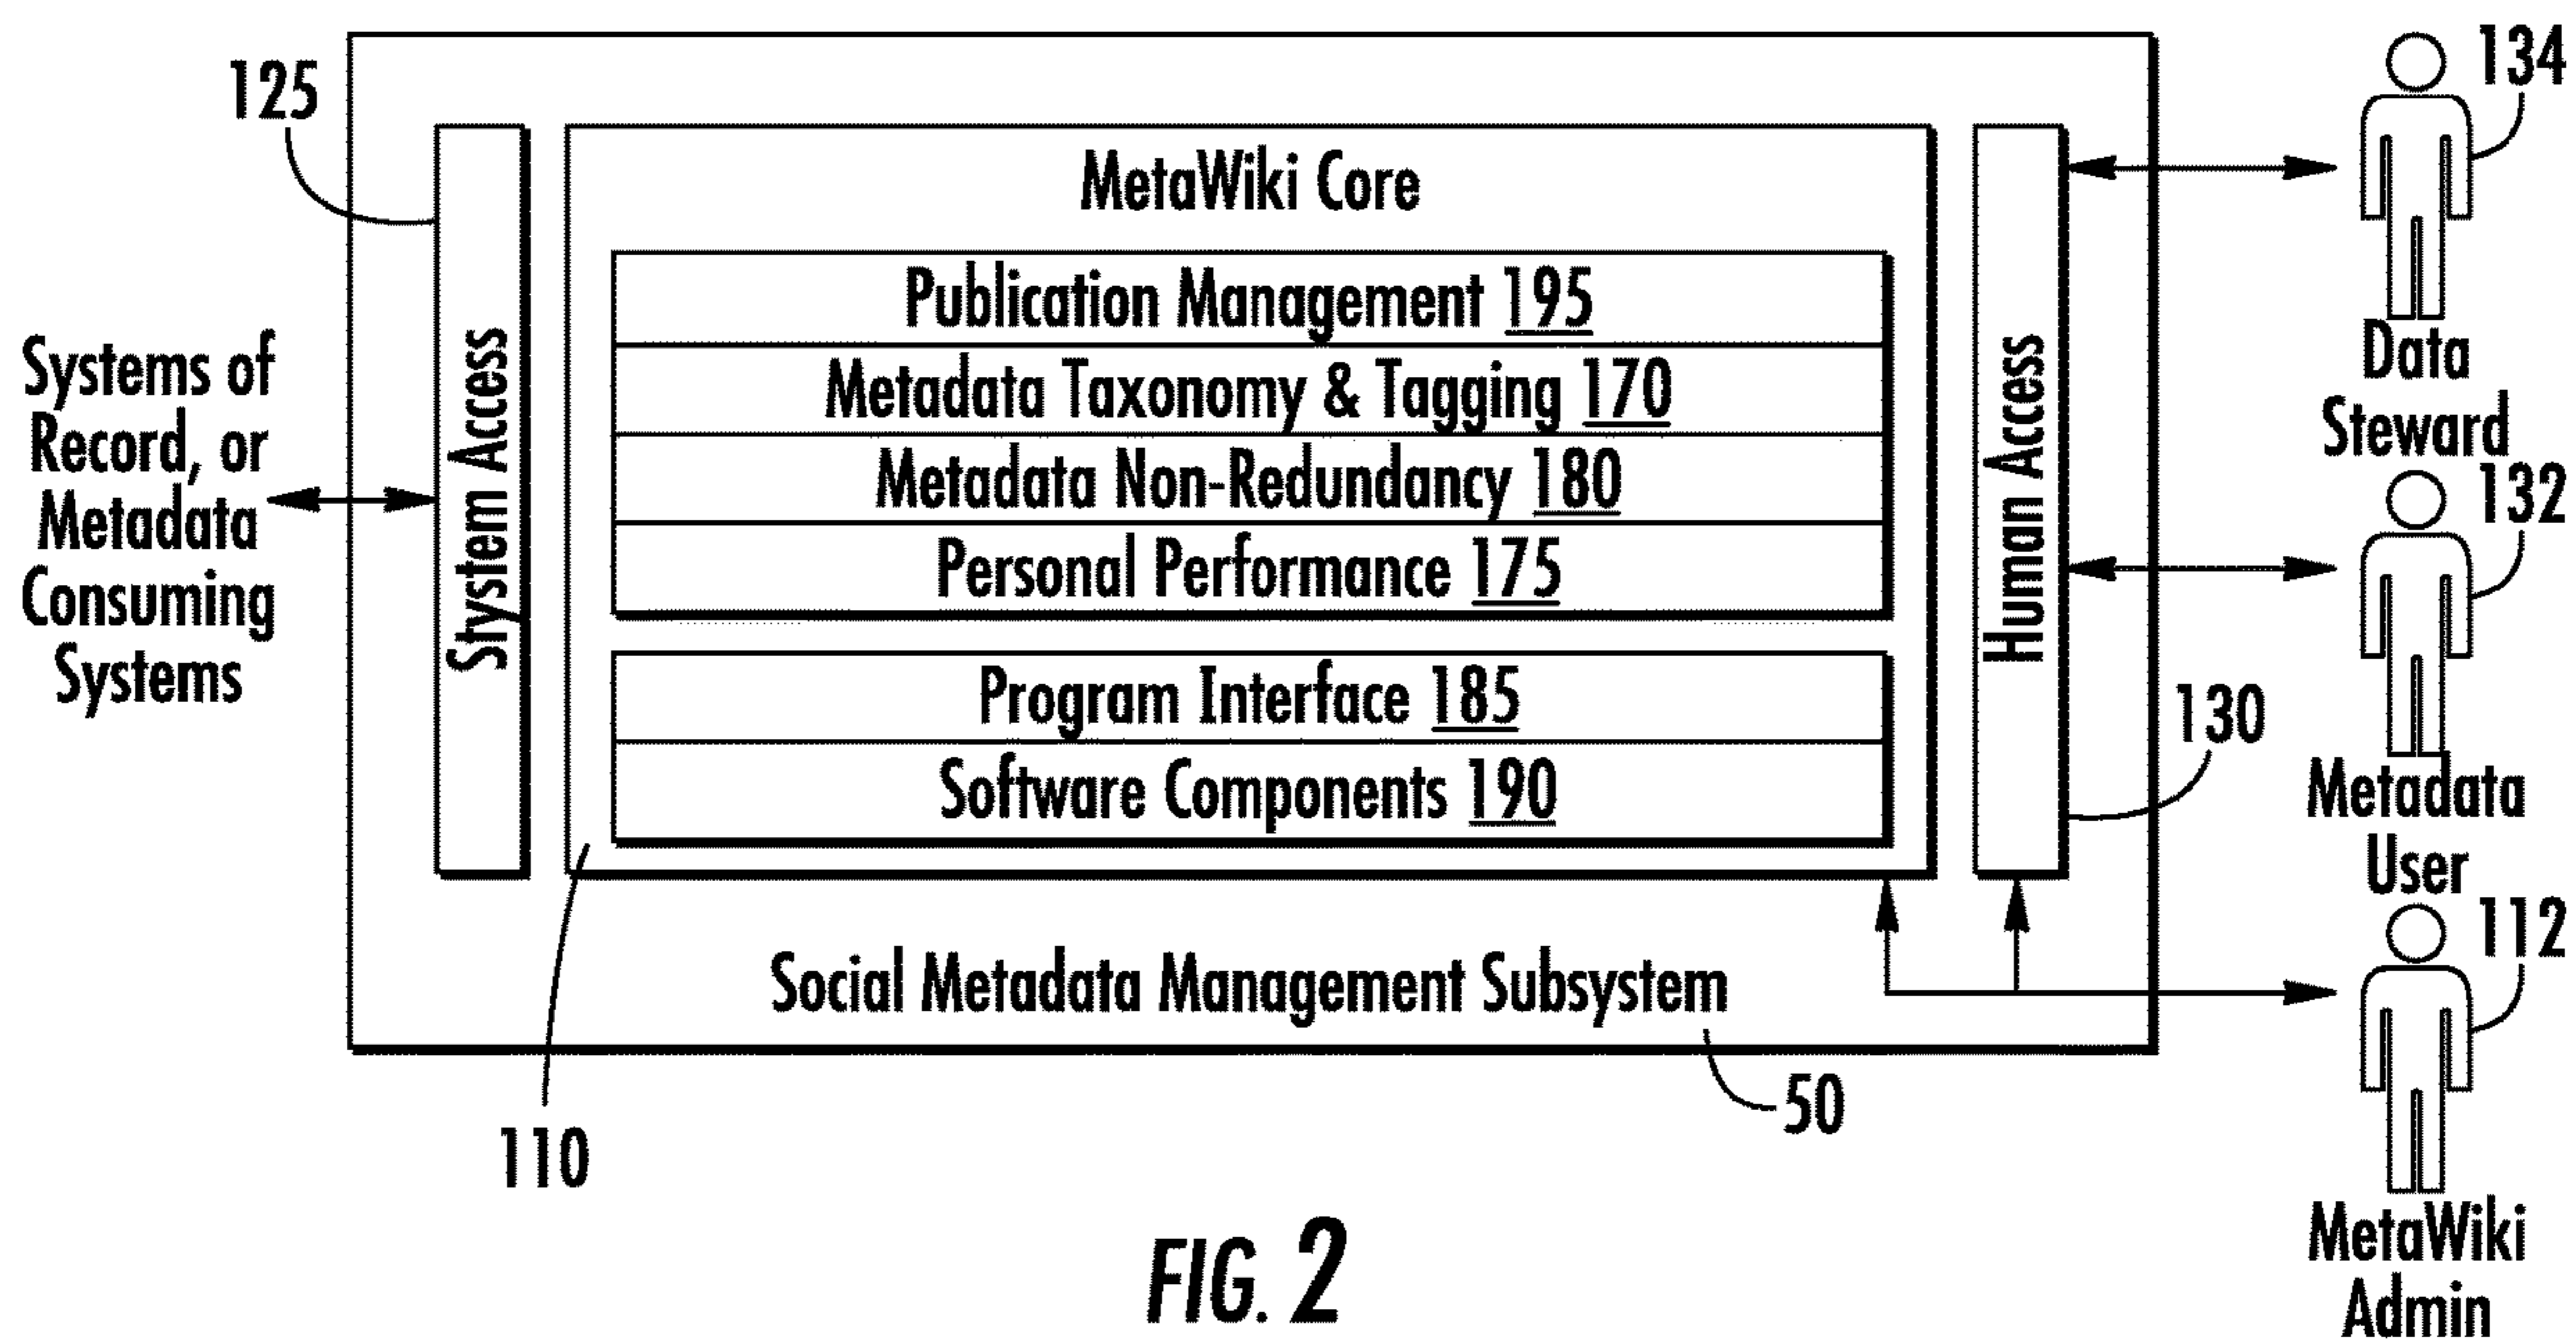 125
Systems of
Record, or
Metadata
Consuming
Systems
Stystem Access
MetaWiki Core
Publication Management 195
Metadata Taxonomy & Tagging 170
Metadata Non-Redundancy 180
Personal Performance 175
Program Interface 185
Software Components 190
Human Access
130
134
Data
Steward
132
Metadata
User
112
MetaWiki
Admin
Social Metadata Management Subsystem
50
110
FIG. 2